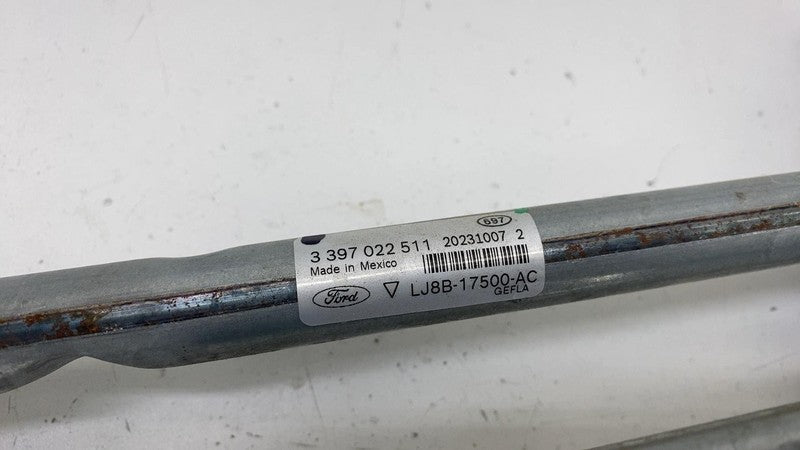 697
3 397 022 511 20231007 2
Made in Mexico
Ford LJ8B-17500-AC
GEFLA